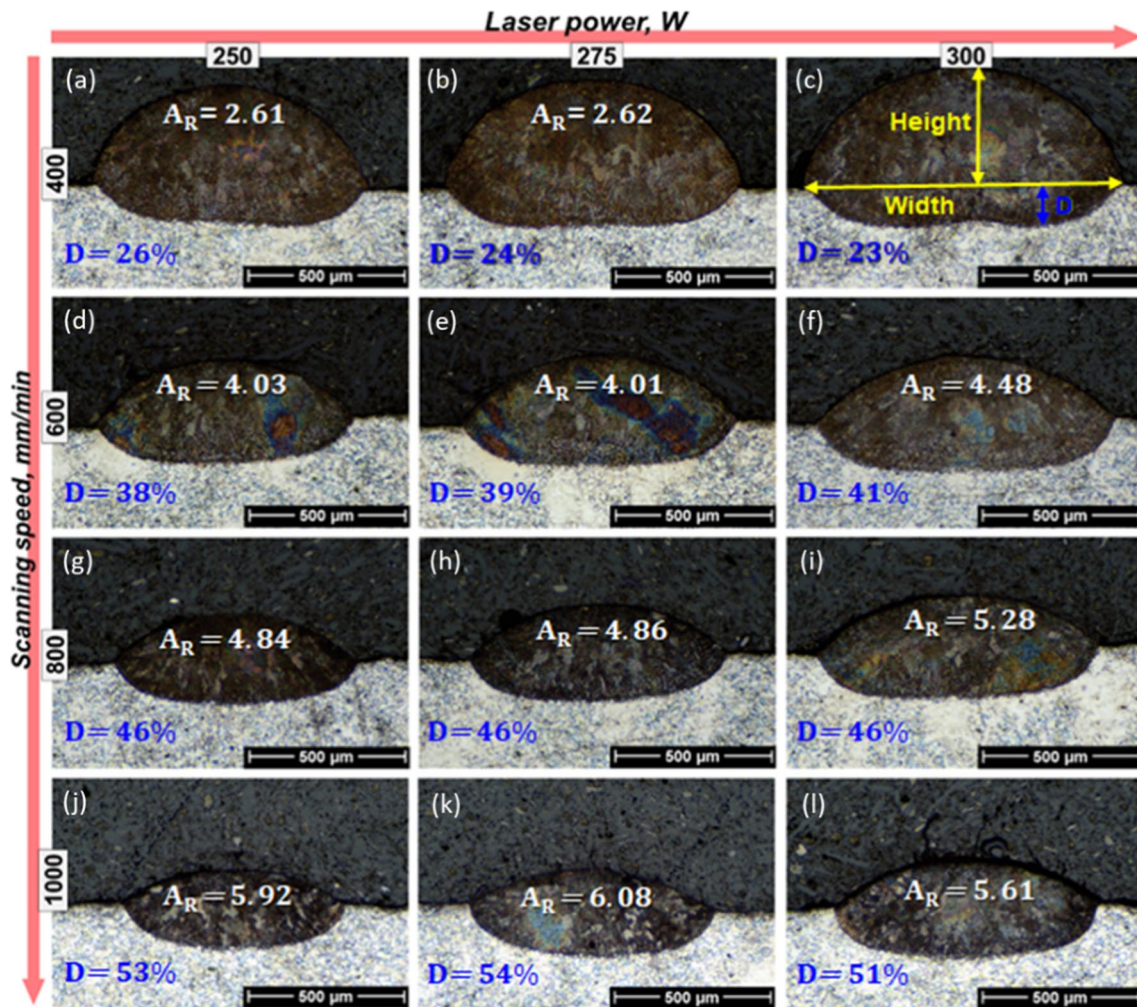 Laser power, W
250
275
300
Scanning speed, mm/min
400
(a)
A_R = 2.61
D = 26%
500 µm
(b)
A_R = 2.62
D = 24%
500 µm
(c)
Height
Width
D
D = 23%
500 µm
600
(d)
A_R = 4.03
D = 38%
500 µm
(e)
A_R = 4.01
D = 39%
500 µm
(f)
A_R = 4.48
D = 41%
500 µm
800
(g)
A_R = 4.84
D = 46%
500 µm
(h)
A_R = 4.86
D = 46%
500 µm
(i)
A_R = 5.28
D = 46%
500 µm
1000
(j)
A_R = 5.92
D = 53%
500 µm
(k)
A_R = 6.08
D = 54%
500 µm
(l)
A_R = 5.61
D = 51%
500 µm